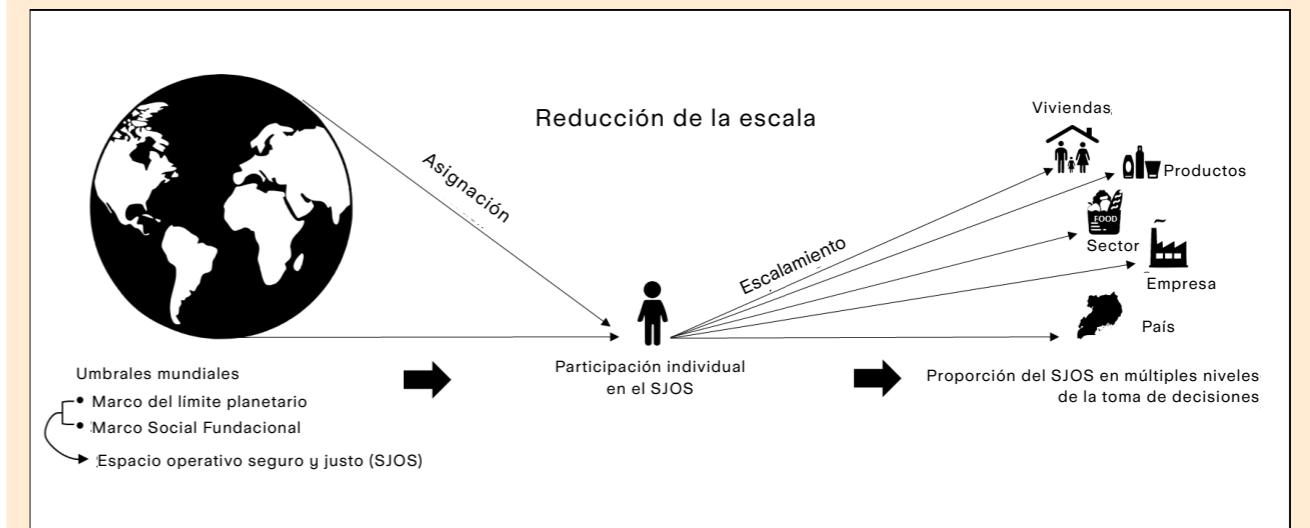 Reducción de la escala
Asignación
Escalamiento
Viviendas
Productos
FOOD
Sector
Empresa
País
Participación individual
en el SJOS
Umbrales mundiales
• Marco del límite planetario
• Marco Social Fundacional
Espacio operativo seguro y justo (SJOS)
Proporción del SJOS en múltiples niveles
de la toma de decisiones